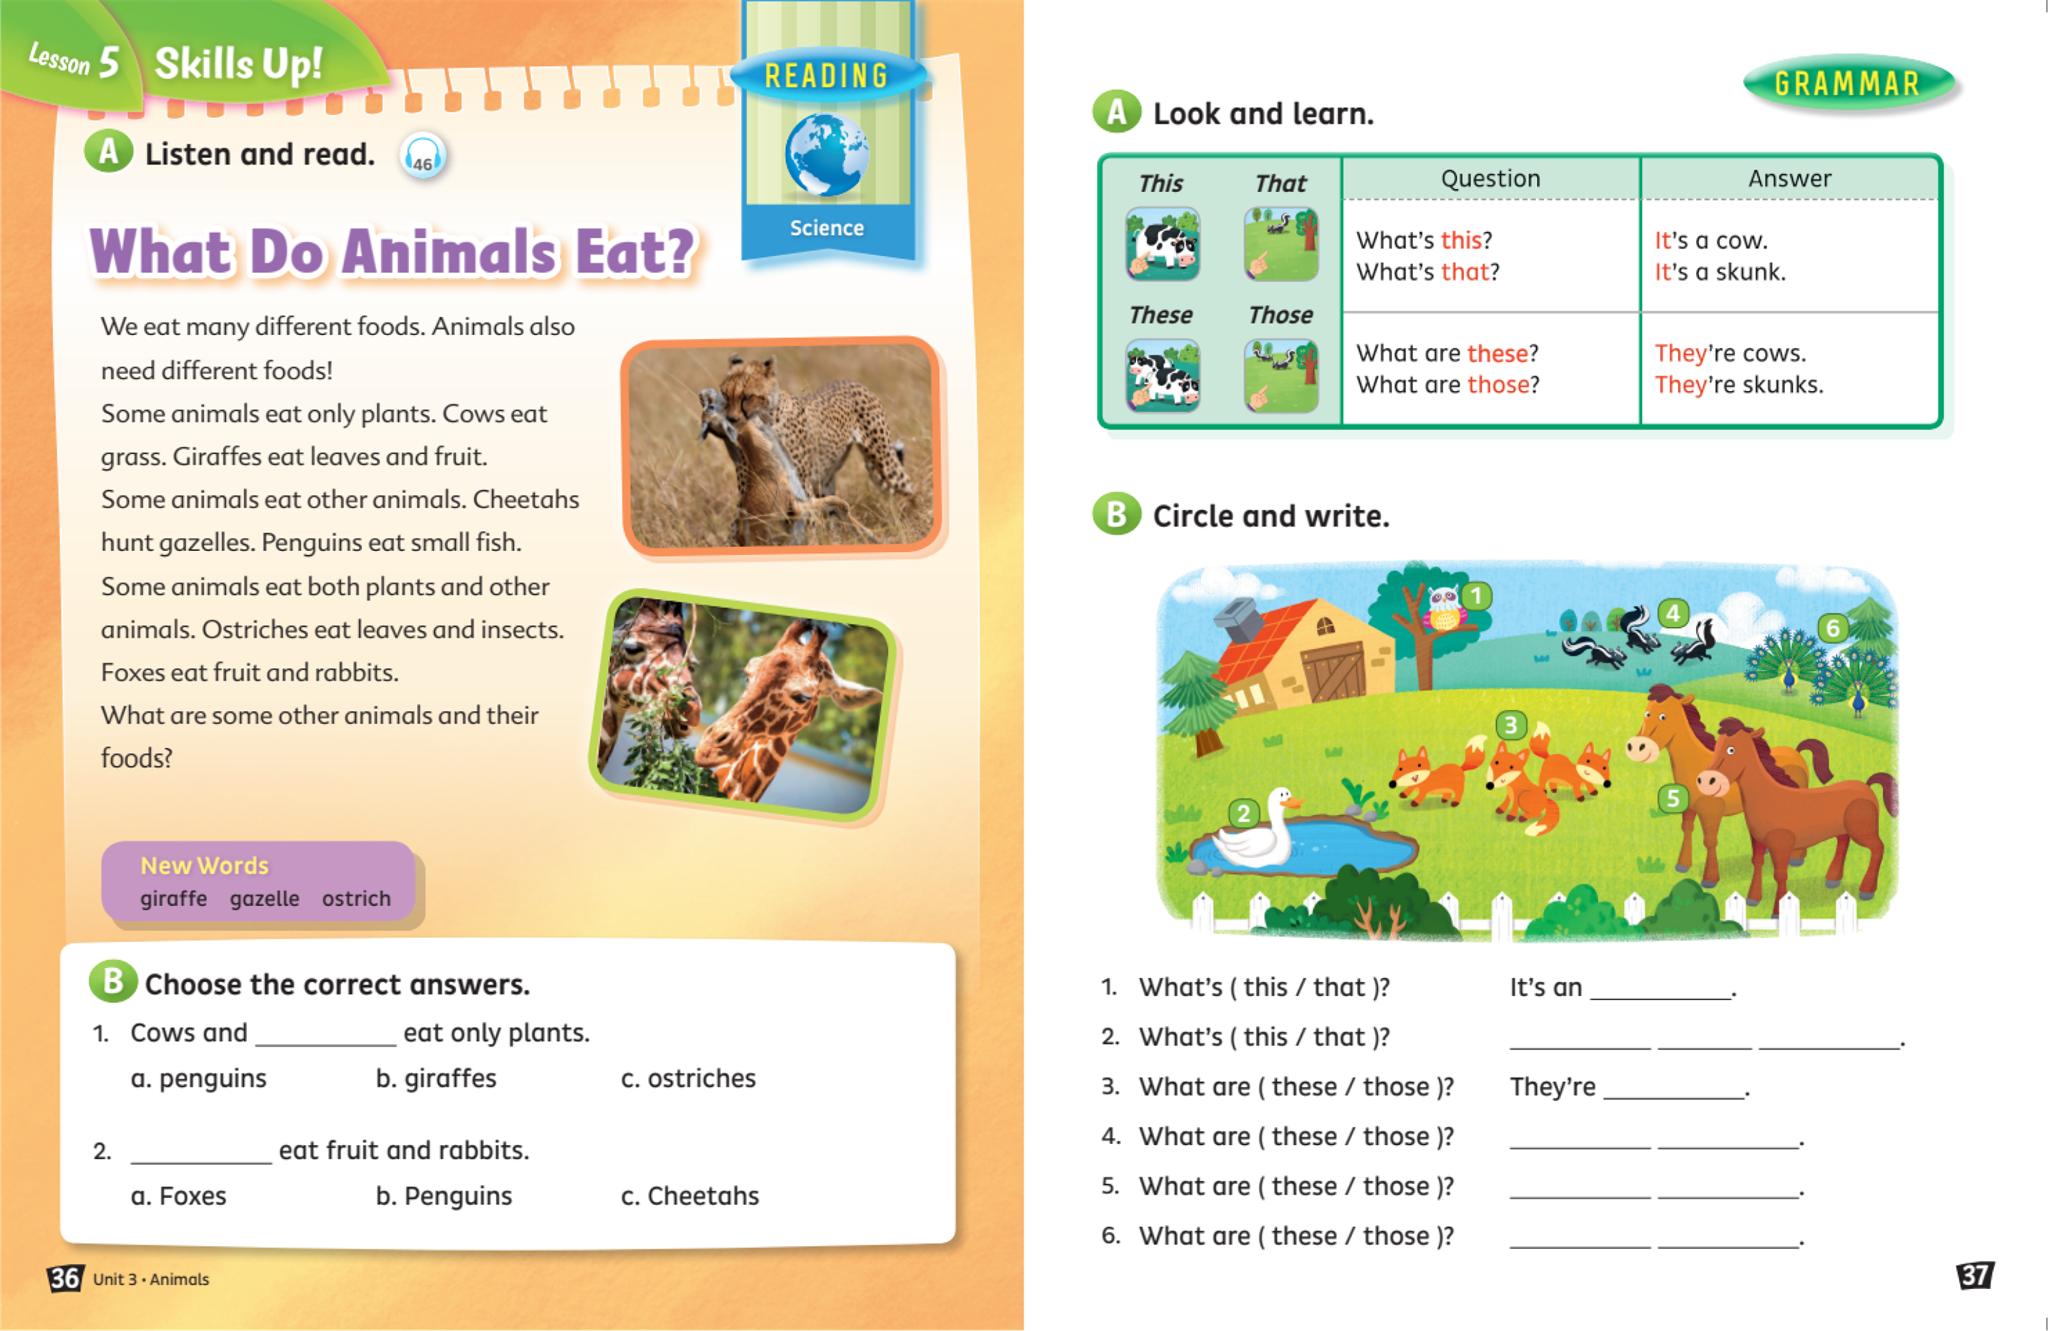 Lesson 5 Skills Up!
READING
A Listen and read. 46
Science
What Do Animals Eat?
We eat many different foods. Animals also
need different foods!
Some animals eat only plants. Cows eat
grass. Giraffes eat leaves and fruit.
Some animals eat other animals. Cheetahs
hunt gazelles. Penguins eat small fish.
Some animals eat both plants and other
animals. Ostriches eat leaves and insects.
Foxes eat fruit and rabbits.
What are some other animals and their
foods?
New Words
giraffe gazelle ostrich
B Choose the correct answers.
1. Cows and __________ eat only plants.
a. penguins b. giraffes c. ostriches
2. __________ eat fruit and rabbits.
a. Foxes b. Penguins c. Cheetahs
36 Unit 3 • Animals
GRAMMAR
A Look and learn.
This That Question Answer
What's this? It's a cow.
What's that? It's a skunk.
These Those
What are these? They're cows.
What are those? They're skunks.
B Circle and write.
1
4
6
3
5
2
1. What's ( this / that )? It's an __________.
2. What's ( this / that )? __________ _______ __________.
3. What are ( these / those )? They're __________.
4. What are ( these / those )? __________ __________.
5. What are ( these / those )? __________ __________.
6. What are ( these / those )? __________ __________.
37